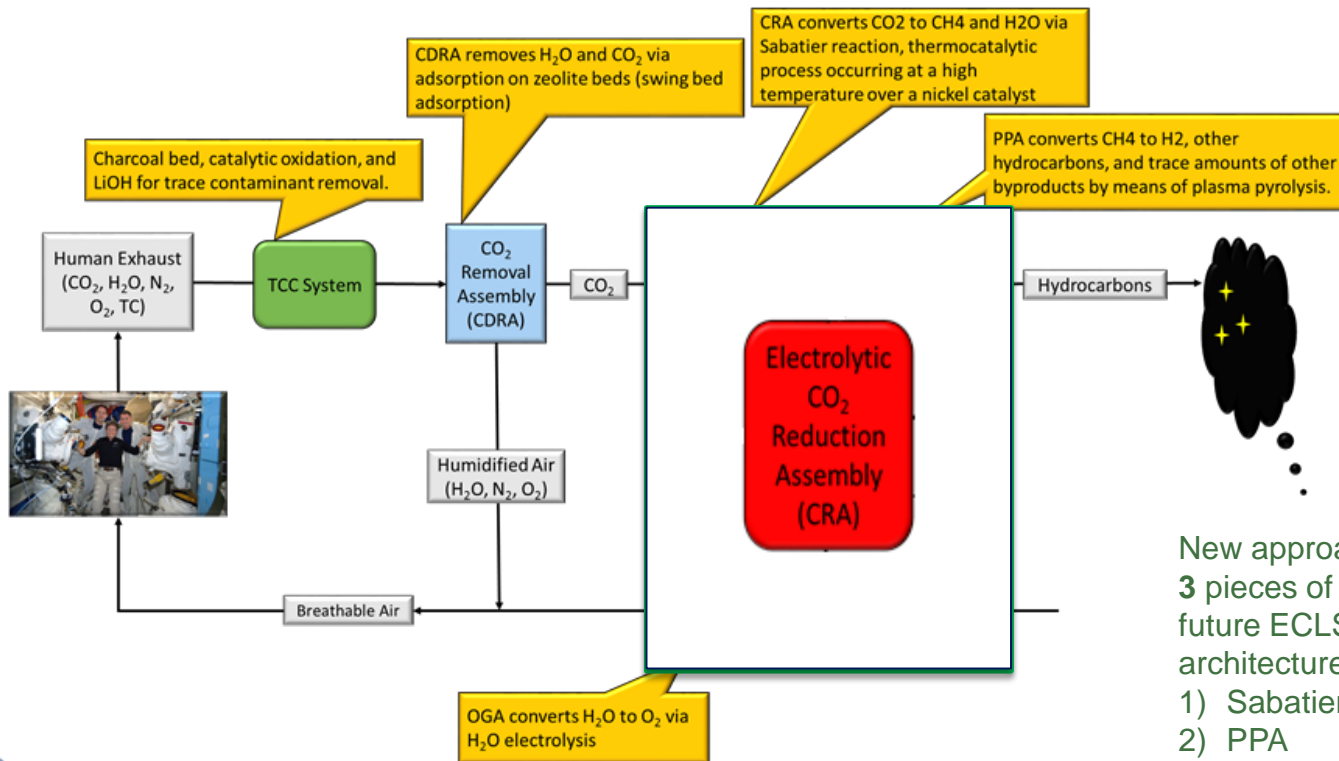 CRA converts CO2 to CH4 and H2O via
Sabatier reaction, thermocatalytic
process occurring at a high
temperature over a nickel catalyst
CDRA removes H₂O and CO₂ via
adsorption on zeolite beds (swing bed
adsorption)
PPA converts CH4 to H2, other
hydrocarbons, and trace amounts of other
byproducts by means of plasma pyrolysis.
Charcoal bed, catalytic oxidation, and
LiOH for trace contaminant removal.
Human Exhaust
(CO₂, H₂O, N₂,
O₂, TC)
TCC System
CO₂
Removal
Assembly
(CDRA)
CO₂
Hydrocarbons
Electrolytic
CO₂
Reduction
Assembly
(CRA)
Humidified Air
(H₂O, N₂, O₂)
Breathable Air
OGA converts H₂O to O₂ via
H₂O electrolysis
New
3 pieces of
future
architecture
1) Sabatier
2) PPA